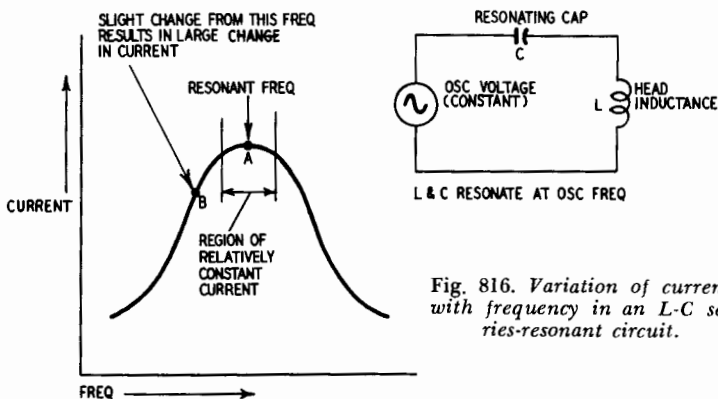 SLIGHT CHANGE FROM THIS FREQ
RESULTS IN LARGE CHANGE
IN CURRENT
RESONANT FREQ
A
B
CURRENT
REGION OF
RELATIVELY
CONSTANT
CURRENT
FREQ
RESONATING CAP
C
OSC VOLTAGE
(CONSTANT)
L
HEAD
INDUCTANCE
L & C RESONATE AT OSC FREQ
Fig. 816. Variation of curren
with frequency in an L-C se
ries-resonant circuit.